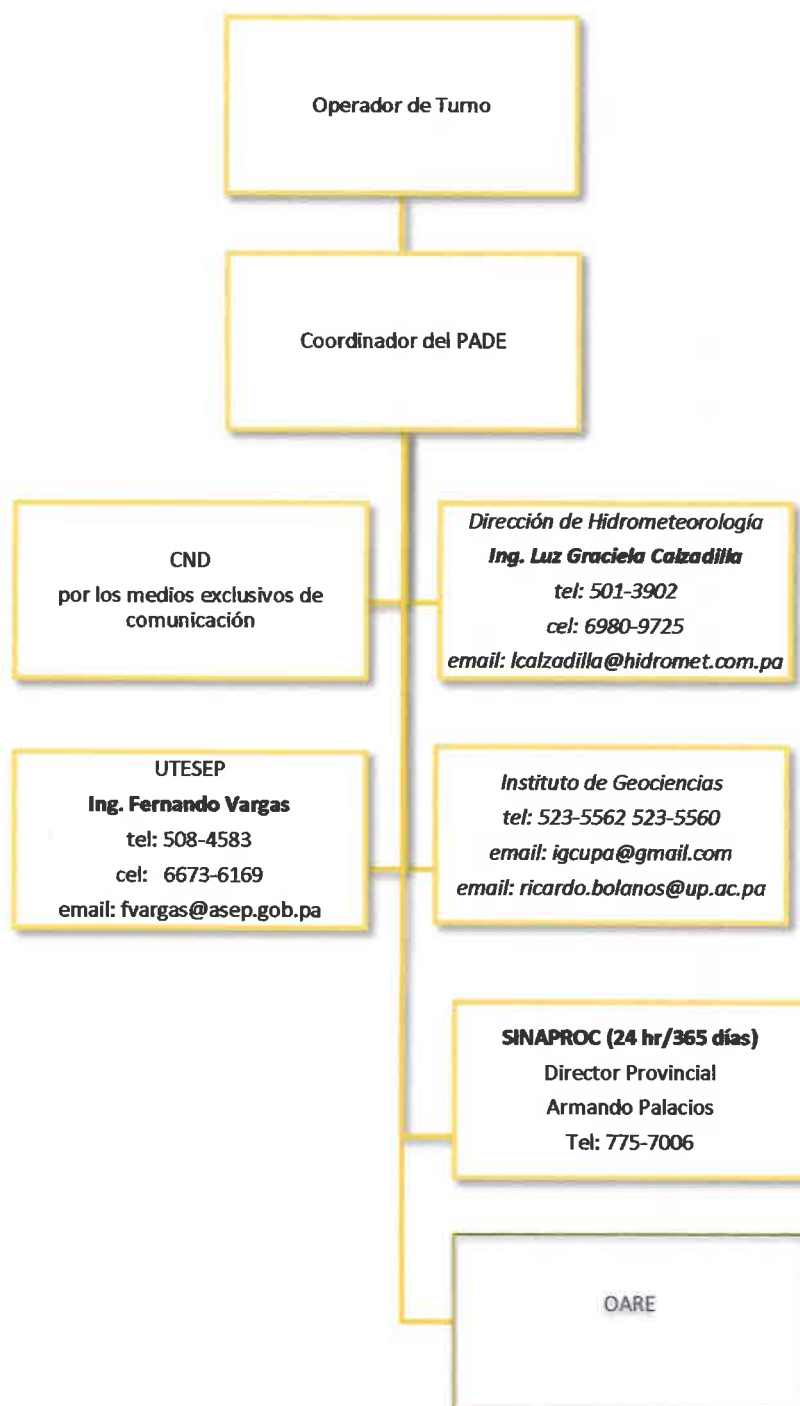 Operador de Turno
Coordinador del PADE
CND
por los medios exclusivos de
comunicación
Dirección de Hidrometeorología
Ing. Luz Graciela Calzadilla
tel: 501-3902
cel: 6980-9725
email: lcalzadilla@hidromet.com.pa
UTESEP
Ing. Fernando Vargas
tel: 508-4583
cel: 6673-6169
email: fvargas@asep.gob.pa
Instituto de Geociencias
tel: 523-5562 523-5560
email: igcupa@gmail.com
email: ricardo.bolanos@up.ac.pa
SINAPROC (24 hr/365 días)
Director Provincial
Armando Palacios
Tel: 775-7006
OARE